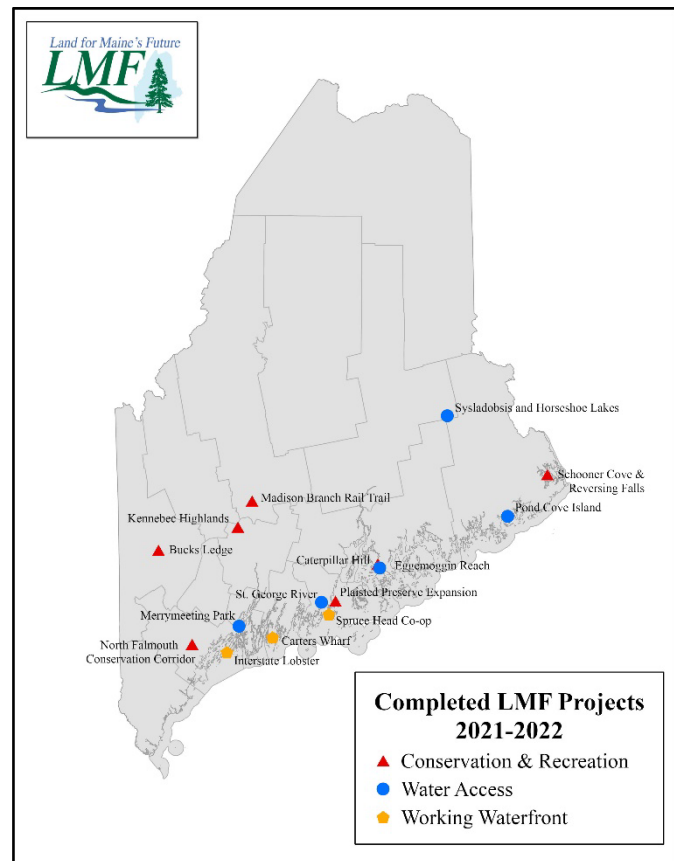 Land for Maine's Future
LMF
Sysladobsis and Horseshoe Lakes
Schooner Cove &
Reversing Falls
Madison Branch Rail Trail
Pond Cove Island
Kennebec Highlands
Bucks Ledge
Caterpillar Hill
Eggemoggin Reach
St. George River
Plaisted Preserve Expansion
Spruce Head Co-op
Merrymeeting Park
Carters Wharf
North Falmouth
Conservation Corridor
Interstate Lobster
Completed LMF Projects
2021-2022
Conservation & Recreation
Water Access
Working Waterfront